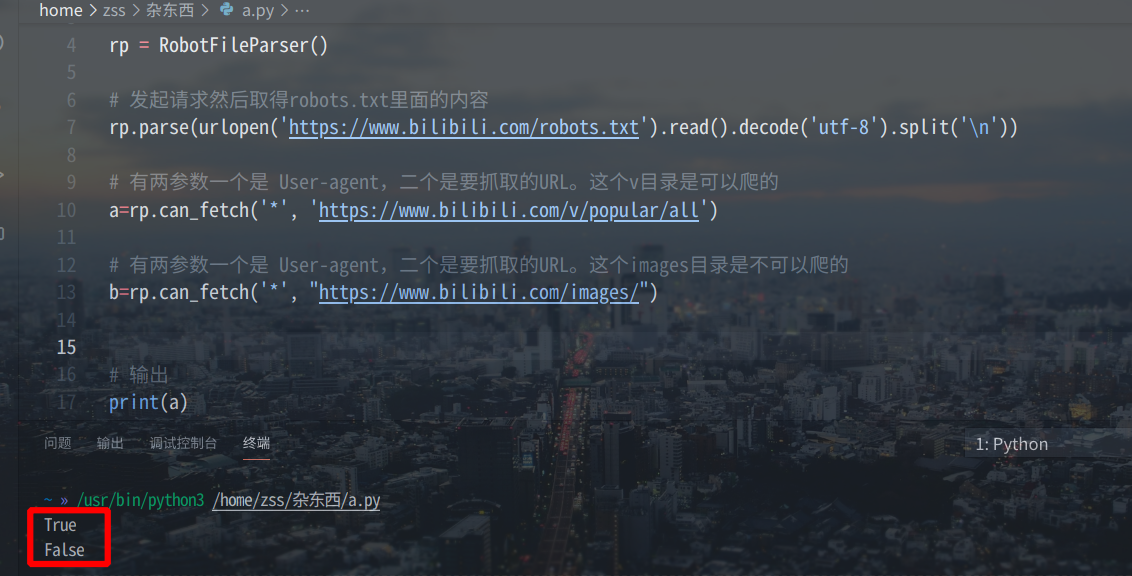 home > zss > 杂东西 > a.py > ...
4 rp = RobotFileParser()
5
6 # 发起请求然后取得robots.txt里面的内容
7 rp.parse(urlopen('https://www.bilibili.com/robots.txt').read().decode('utf-8').split('\n'))
8
9 # 有两参数一个是 User-agent，二个是要抓取的URL。这个v目录是可以爬的
10 a=rp.can_fetch('*', 'https://www.bilibili.com/v/popular/all')
11
12 # 有两参数一个是 User-agent，二个是要抓取的URL。这个images目录是不可以爬的
13 b=rp.can_fetch('*', "https://www.bilibili.com/images/")
14
15
16 # 输出
17 print(a)
问题 输出 调试控制台 终端 1: Python
~ » /usr/bin/python3 /home/zss/杂东西/a.py
True
False